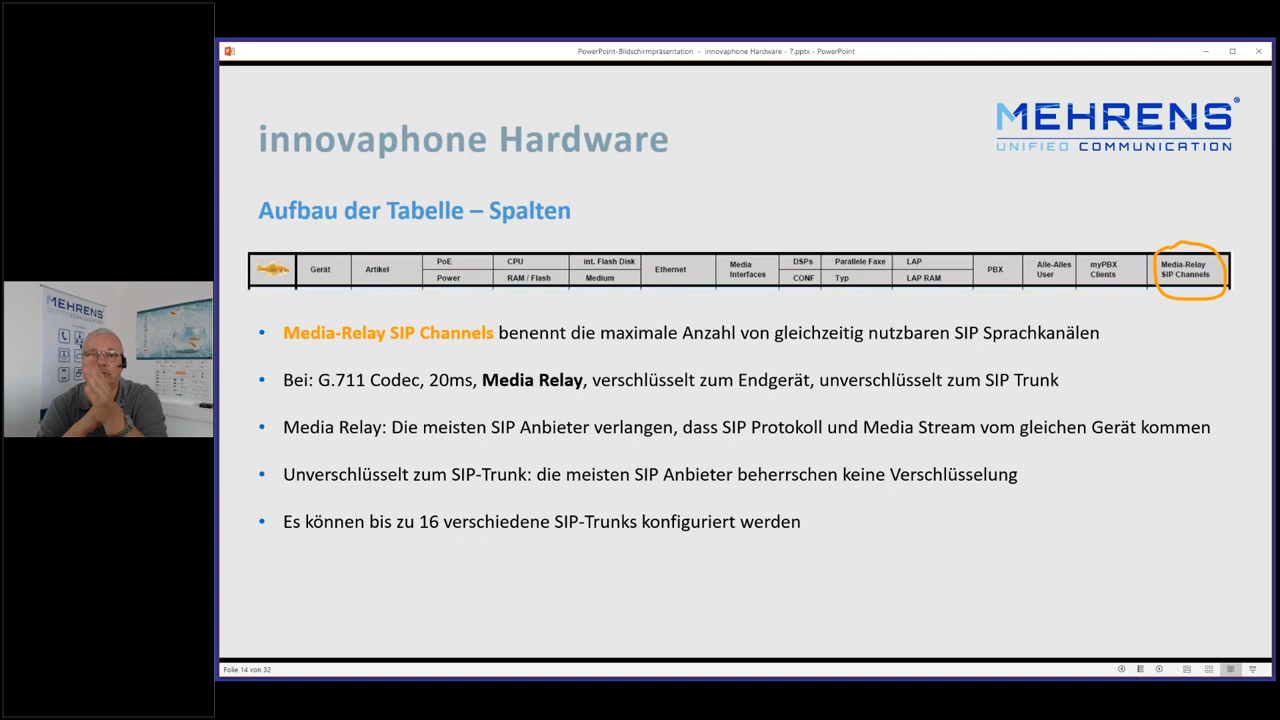 PowerPoint-Bildschirmpräsentation - innovaphone Hardware - 7.pptx - PowerPoint
innovaphone Hardware
MEHRENS®
UNIFIED COMMUNICATION
Aufbau der Tabelle – Spalten
Gerät
Artikel
PoE
Power
CPU
RAM / Flash
int. Flash Disk
Medium
Ethernet
Media
Interfaces
DSPs
CONF
Parallele Faxe
Typ
LAP
LAP RAM
PBX
Alle-Alles
User
myPBX
Clients
Media-Relay
SIP Channels
• Media-Relay SIP Channels benennt die maximale Anzahl von gleichzeitig nutzbaren SIP Sprachkanälen
• Bei: G.711 Codec, 20ms, Media Relay, verschlüsselt zum Endgerät, unverschlüsselt zum SIP Trunk
• Media Relay: Die meisten SIP Anbieter verlangen, dass SIP Protokoll und Media Stream vom gleichen Gerät kommen
• Unverschlüsselt zum SIP-Trunk: die meisten SIP Anbieter beherrschen keine Verschlüsselung
• Es können bis zu 16 verschiedene SIP-Trunks konfiguriert werden
MEHRENS
Folie 14 von 32